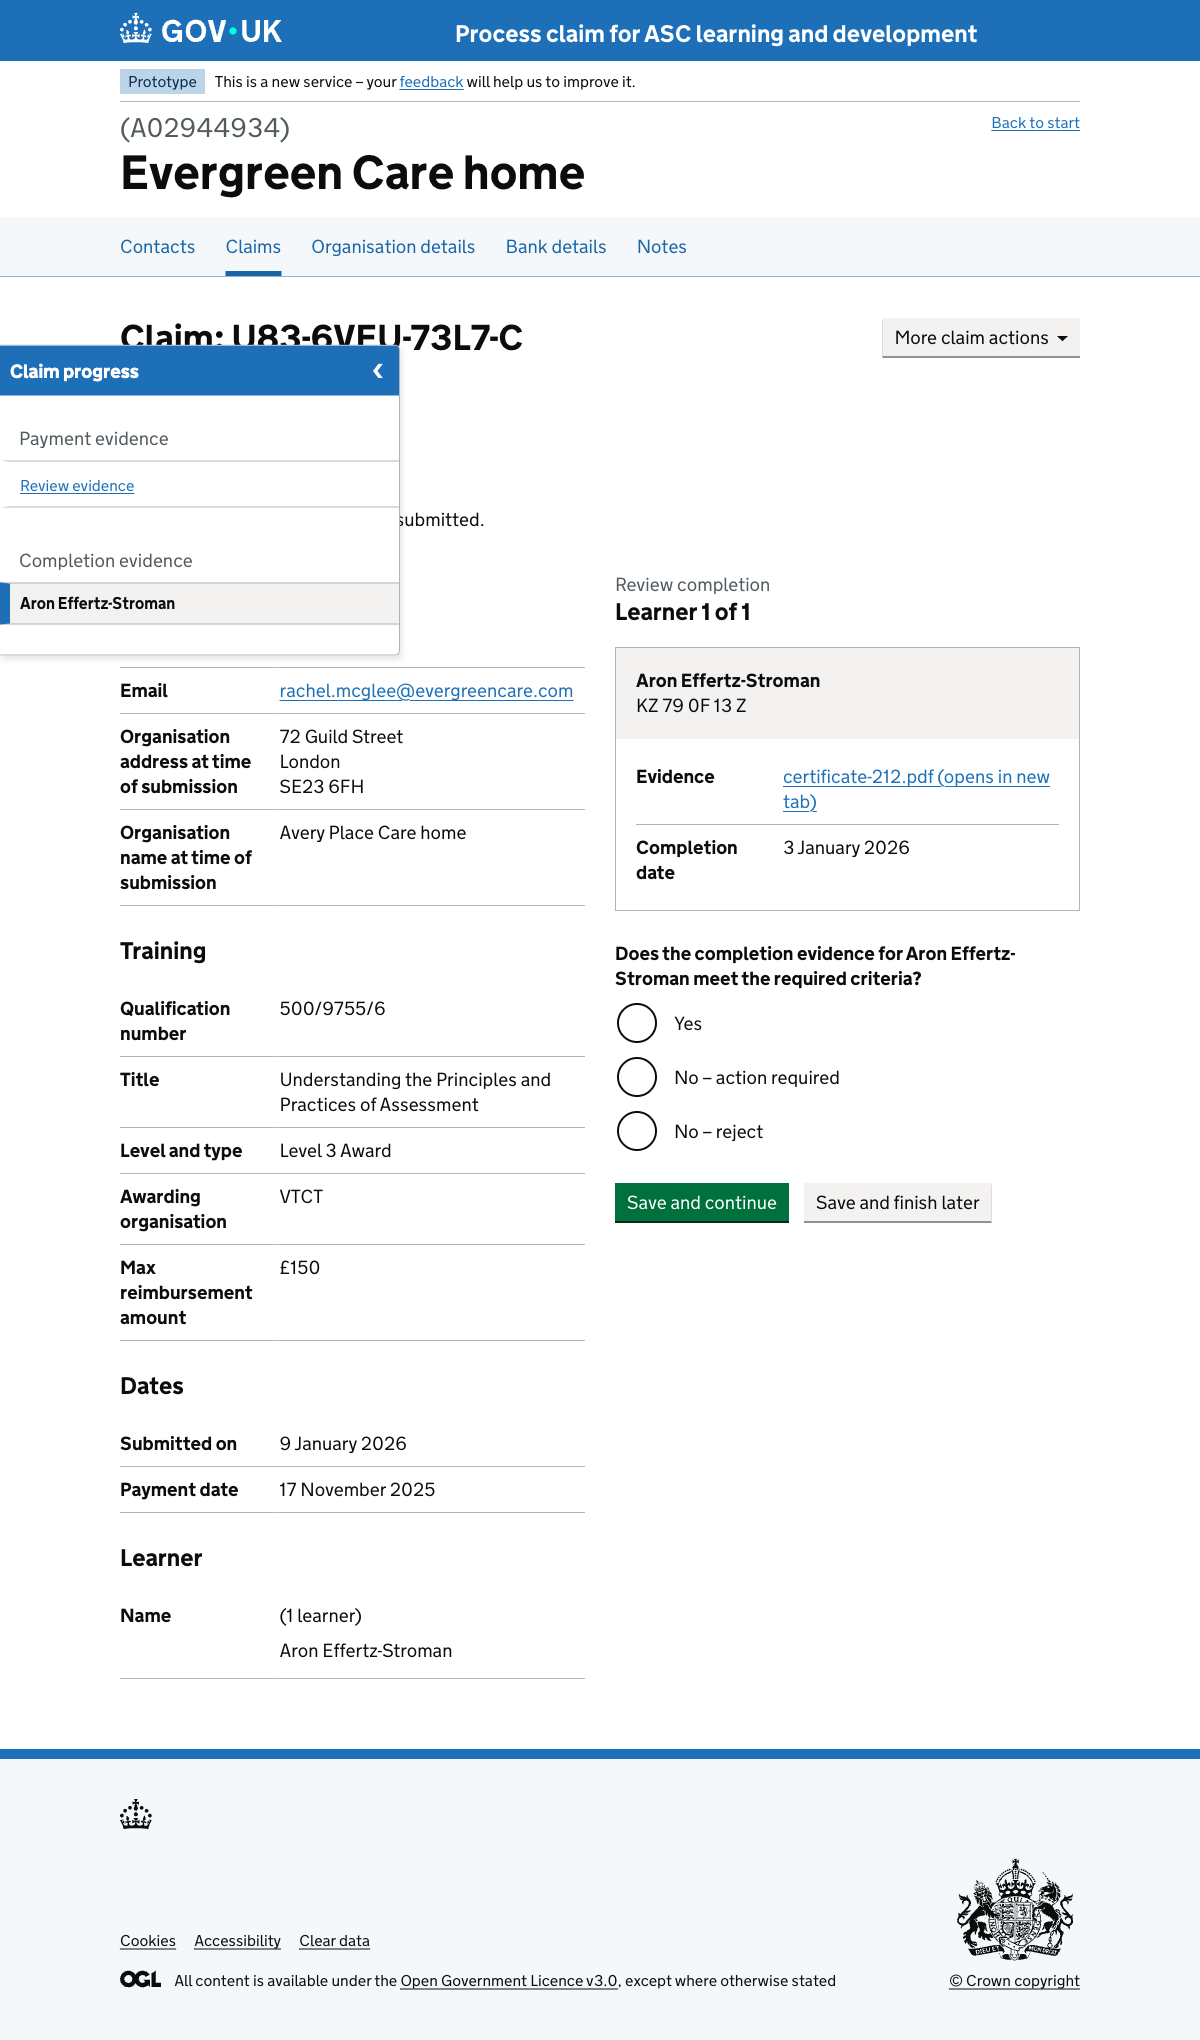 GOV·UK
Process claim for ASC learning and development
Prototype This is a new service – your feedback will help us to improve it.
(A02944934)
Back to start
Evergreen Care home
Contacts Claims Organisation details Bank details Notes
Claim: U83-6VFU-73L7-C
More claim actions
Claim progress
Payment evidence
Review evidence
submitted.
Completion evidence
Aron Effertz-Stroman
Email rachel.mcglee@evergreencare.com
Organisation address at time of submission
72 Guild Street
London
SE23 6FH
Organisation name at time of submission
Avery Place Care home
Training
Qualification number
500/9755/6
Title
Understanding the Principles and
Practices of Assessment
Level and type Level 3 Award
Awarding organisation
VTCT
Max reimbursement amount
£150
Dates
Submitted on 9 January 2026
Payment date 17 November 2025
Learner
Name (1 learner)
Aron Effertz-Stroman
Review completion
Learner 1 of 1
Aron Effertz-Stroman
KZ 79 0F 13 Z
Evidence
certificate-212.pdf (opens in new
tab)
Completion date
3 January 2026
Does the completion evidence for Aron Effertz-
Stroman meet the required criteria?
Yes
No – action required
No – reject
Save and continue Save and finish later
Cookies Accessibility Clear data
OGL All content is available under the Open Government Licence v3.0, except where otherwise stated
© Crown copyright